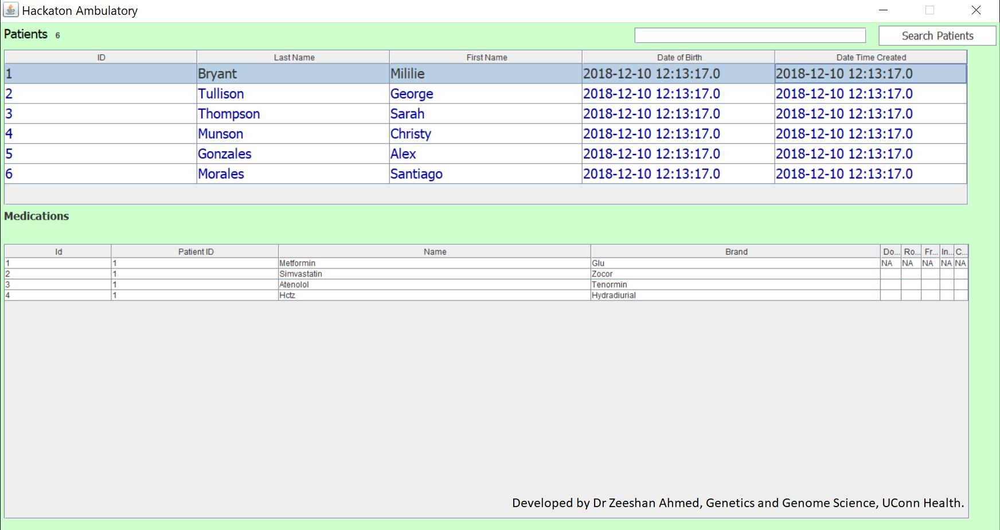 Hackaton Ambulatory
Patients 6 Search Patients
ID Last Name First Name Date of Birth Date Time Created
1 Bryant Mililie 2018-12-10 12:13:17.0 2018-12-10 12:13:17.0
2 Tullison George 2018-12-10 12:13:17.0 2018-12-10 12:13:17.0
3 Thompson Sarah 2018-12-10 12:13:17.0 2018-12-10 12:13:17.0
4 Munson Christy 2018-12-10 12:13:17.0 2018-12-10 12:13:17.0
5 Gonzales Alex 2018-12-10 12:13:17.0 2018-12-10 12:13:17.0
6 Morales Santiago 2018-12-10 12:13:17.0 2018-12-10 12:13:17.0
Medications
Id Patient ID Name Brand Do... Ro... Fr... In... C...
1 1 Metformin Glu NA NA NA NA NA
2 1 Simvastatin Zocor
3 1 Atenolol Tenormin
4 1 Hctz Hydradiurial
Developed by Dr Zeeshan Ahmed, Genetics and Genome Science, UConn Health.